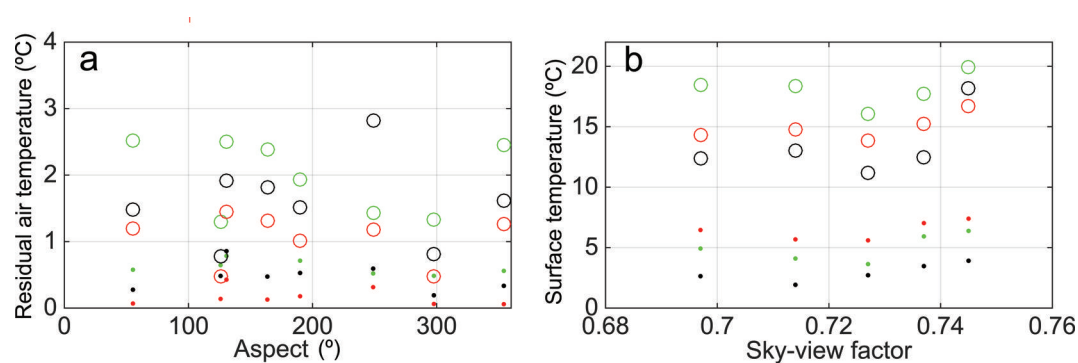 a
4
3
2
1
0
Residual air temperature (ºC)
0 100 200 300
Aspect (º)
b
20
15
10
5
0
Surface temperature (ºC)
0.68 0.7 0.72 0.74 0.76
Sky-view factor